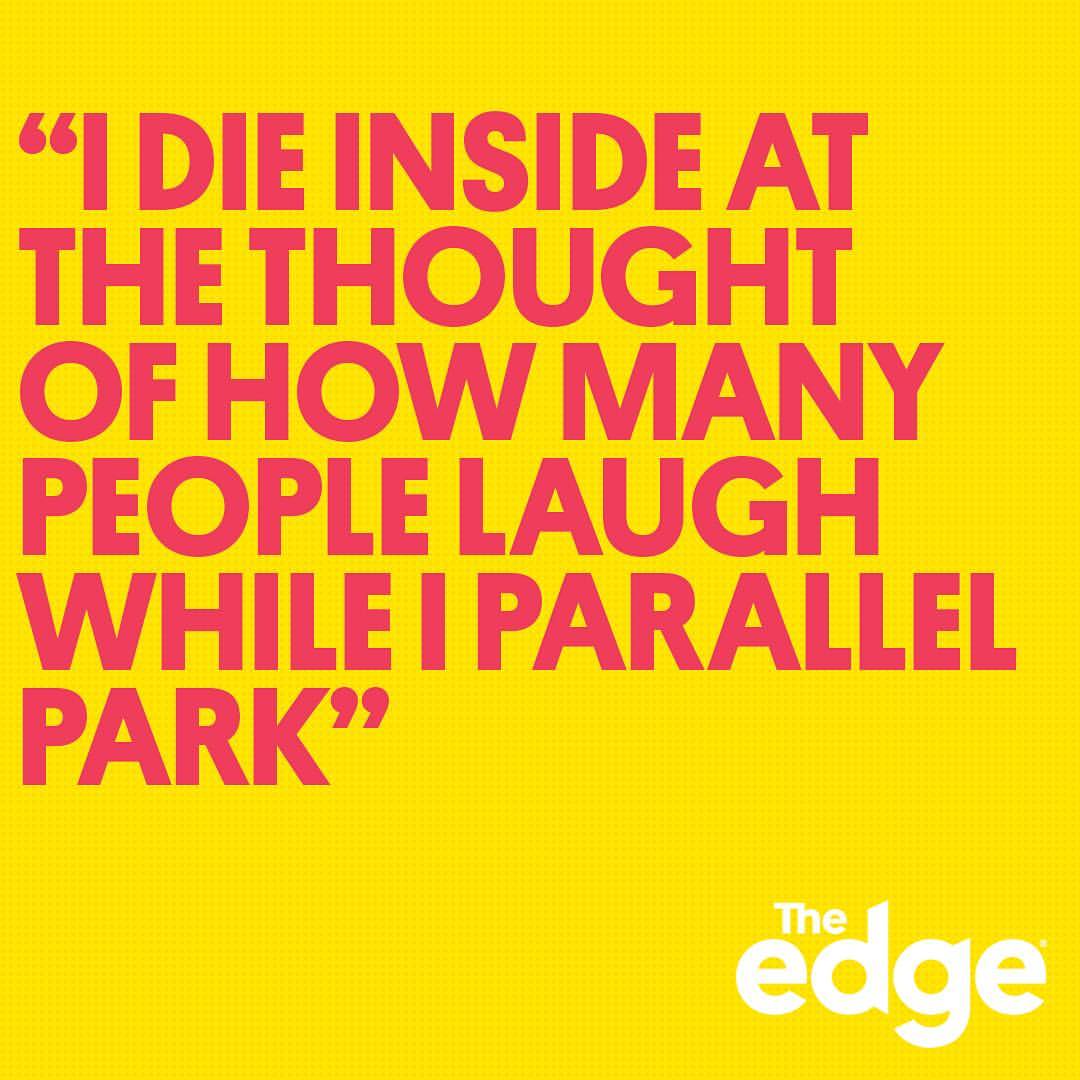 “I DIE INSIDE AT
THE THOUGHT
OF HOW MANY
PEOPLE LAUGH
WHILE I PARALLEL
PARK”
The
edge®